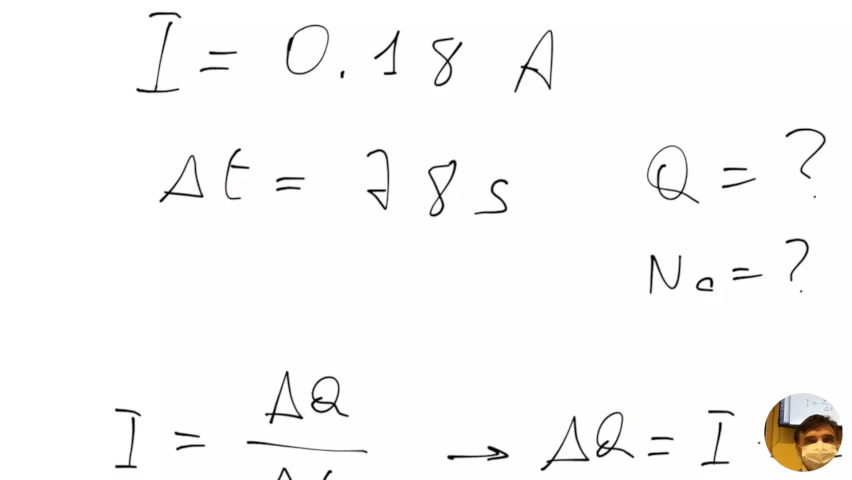 I = 0.18 A
Δt = 78 s Q = ?
Ne = ?
I = ΔQ → ΔQ = I ·